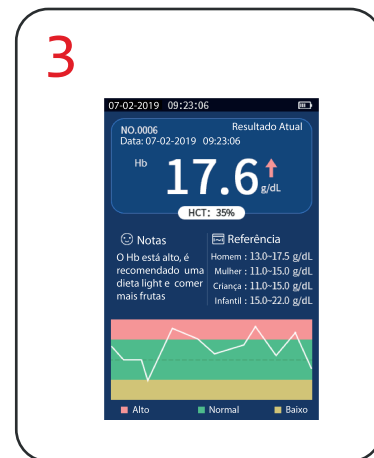 3
07-02-2019 09:23:06
NO.0006 Resultado Atual
Data: 07-02-2019 09:23:06
Hb 17.6 g/dL
HCT: 35%
Notas
O Hb está alto, é
recomendado uma
dieta light e comer
mais frutas
Referência
Homem : 13.0~17.5 g/dL
Mulher : 11.0~15.0 g/dL
Criança : 11.0~15.0 g/dL
Infantil : 15.0~22.0 g/dL
Alto Normal Baixo